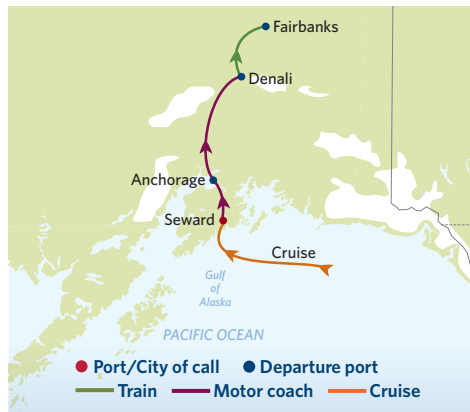 Fairbanks
Denali
Anchorage
Seward
Cruise
Gulf
of
Alaska
PACIFIC OCEAN
Port/City of call
Departure port
Train
Motor coach
Cruise